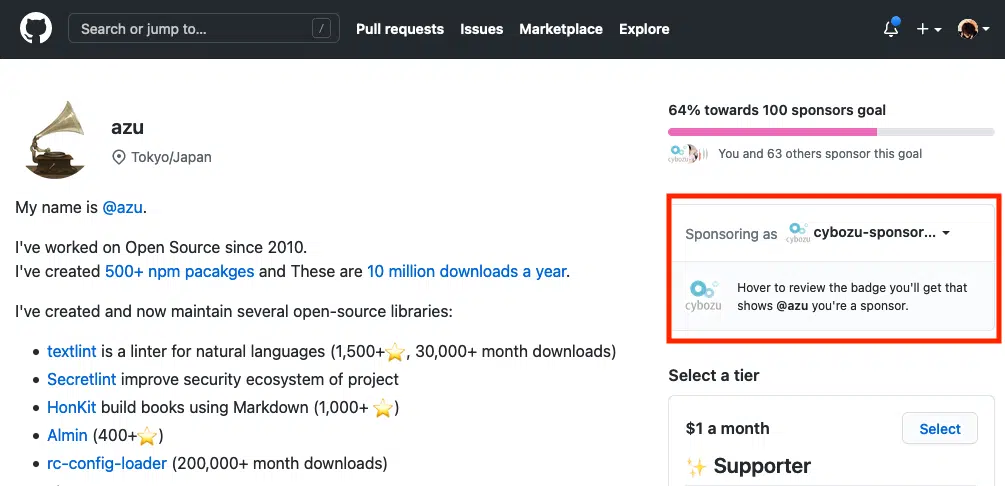 Search or jump to...
/
Pull requests
Issues
Marketplace
Explore
azu
Tokyo/Japan
My name is @azu.
I've worked on Open Source since 2010.
I've created 500+ npm pacakges and These are 10 million downloads a year.
I've created and now maintain several open-source libraries:
• textlint is a linter for natural languages (1,500+⭐, 30,000+ month downloads)
• Secretlint improve security ecosystem of project
• HonKit build books using Markdown (1,000+ ⭐)
• Almin (400+⭐)
• rc-config-loader (200,000+ month downloads)
64% towards 100 sponsors goal
cybozu
You and 63 others sponsor this goal
Sponsoring as cybozu cybozu-sponsor...
cybozu
Hover to review the badge you'll get that
shows @azu you're a sponsor.
Select a tier
$1 a month
Select
✨ Supporter